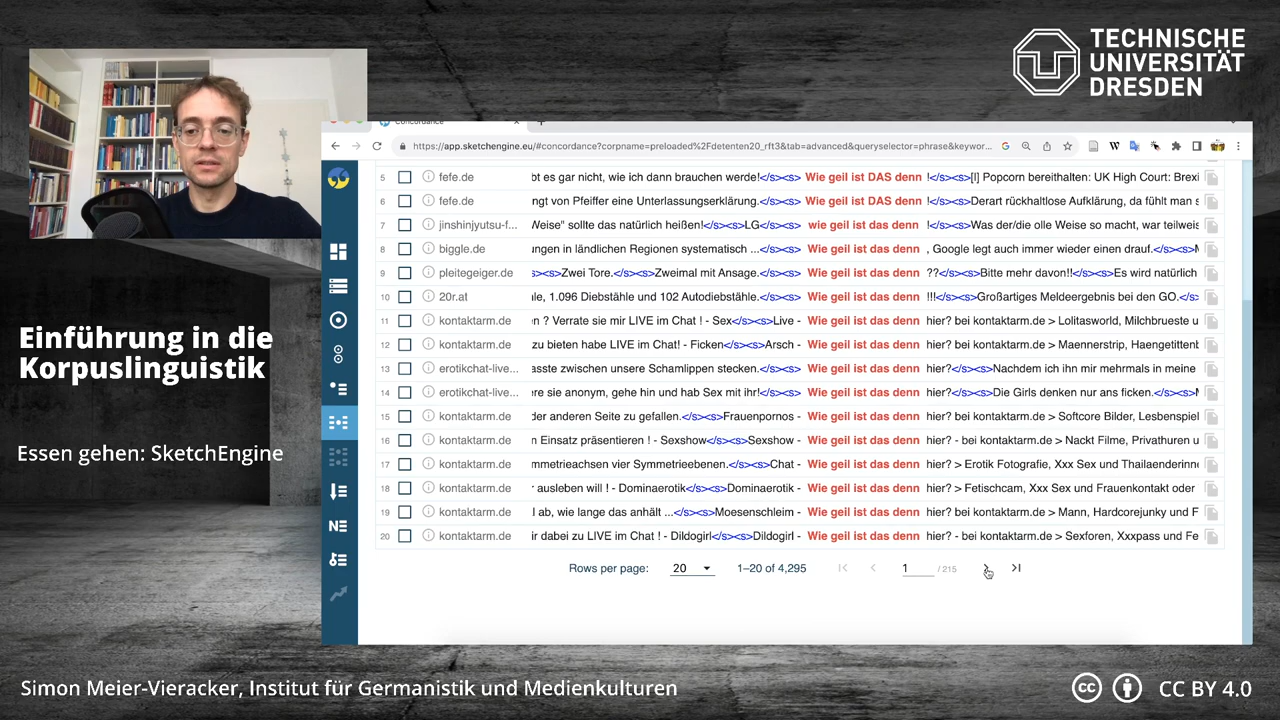 TECHNISCHE
UNIVERSITÄT
DRESDEN
Concordance
https://app.sketchengine.eu/#concordance?corpname=preloaded%2Fdetenten20_rft3&tab=advanced&queryselector=phrase&keywor...
5 fefe.de bt es gar nicht, wie ich dann brauchen werde!</s><s> Wie geil ist DAS denn !</s><s>[l] Popcorn bereithalten: UK High Court: Brexi
6 fefe.de ngt von Pfeiffer eine Unterlassungserklärung.</s><s> Wie geil ist DAS denn !</s><s>Derart rückhaltlose Aufklärung, da fühlt man s
7 jinshinjyutsu-f... Weise" sollte das natürlich heißen!</s><s>LG</s><s> wie geil ist das denn !</s><s>Was der/die olle Weise so macht, war teilweis
8 biggle.de ungen in ländlichen Regionen systematisch ...</s><s> Wie geil ist das denn , Google legt auch immer wieder einen drauf.</s><s>M
9 pleitegeiger.de s><s>Zwei Tore.</s><s>Zweimal mit Ansage.</s><s> Wie geil ist das denn ??</s><s>Bitte mehr davon!!</s><s>Es wird natürlich
10 20r.at le, 1.096 Diebstähle und 102 Autodiebstähle.</s><s> Wie geil ist das denn !!!</s><s>Großartiges Meldeergebnis bei den GO.</s>
11 kontaktarm.de n ? Verrate sie mir LIVE im Chat ! - Sex</s><s>Live - Wie geil ist das denn hier? bei kontaktarm.de > Lolitasworld, Milchbrueste u
12 kontaktarm.de zu bieten habe LIVE im Chat! - Ficken</s><s>Arsch - Wie geil ist das denn hier? bei kontaktarm.de > Maennerstrip, Haengetittenb
13 erotikchat-live... asste zwischen unsere Schamlippen stecken.</s><s> Wie geil ist das denn hier?</s><s>Nachdem ich ihn mir mehrmals in meine
14 erotikchat-live... re sie anonym, gehe hin und hab Sex mit ihr!</s><s> Wie geil ist das denn hier?</s><s>Die Girls denken nur ans ficken.</s><s>M
15 kontaktarm.de der anderen Seite zu gefallen.</s><s>Frauenpornos - Wie geil ist das denn hier? bei kontaktarm.de > Softcore Bilder, Lesbenspiel
16 kontaktarm.de n Einsatz präsentieren ! - Sexshow</s><s>Sexshow - Wie geil ist das denn hier? - bei kontaktarm.de > Nackt Filme, Privathuren u
17 kontaktarm.de mmetrieachsen vier Symmetrieebenen.</s><s>Chat - Wie geil ist das denn hier? > Erotik Fotografie, Xxx Sex und Thailaenderinne
18 kontaktarm.de ausleben will ! - Dominaerotik</s><s>Dominaerotik - Wie geil ist das denn hier? > Fetischcam, Xxx Sex und Frauenkontakt oder
19 kontaktarm.de l ab, wie lange das anhält ...</s><s>Moesenschleim - Wie geil ist das denn hier? > Mann, Hardcorejunky und F
20 kontaktarm.de ir dabei zu LIVE im Chat ! - Dildogirl</s><s>Dildogirl - Wie geil ist das denn hier? - bei kontaktarm.de > Sexforen, Xxxpass und Fe
Rows per page: 20 1–20 of 4,295 1 / 215
Einführung in die
Korpuslinguistik
Essen gehen: SketchEngine
Simon Meier-Vieracker, Institut für Germanistik und Medienkulturen
CC BY 4.0